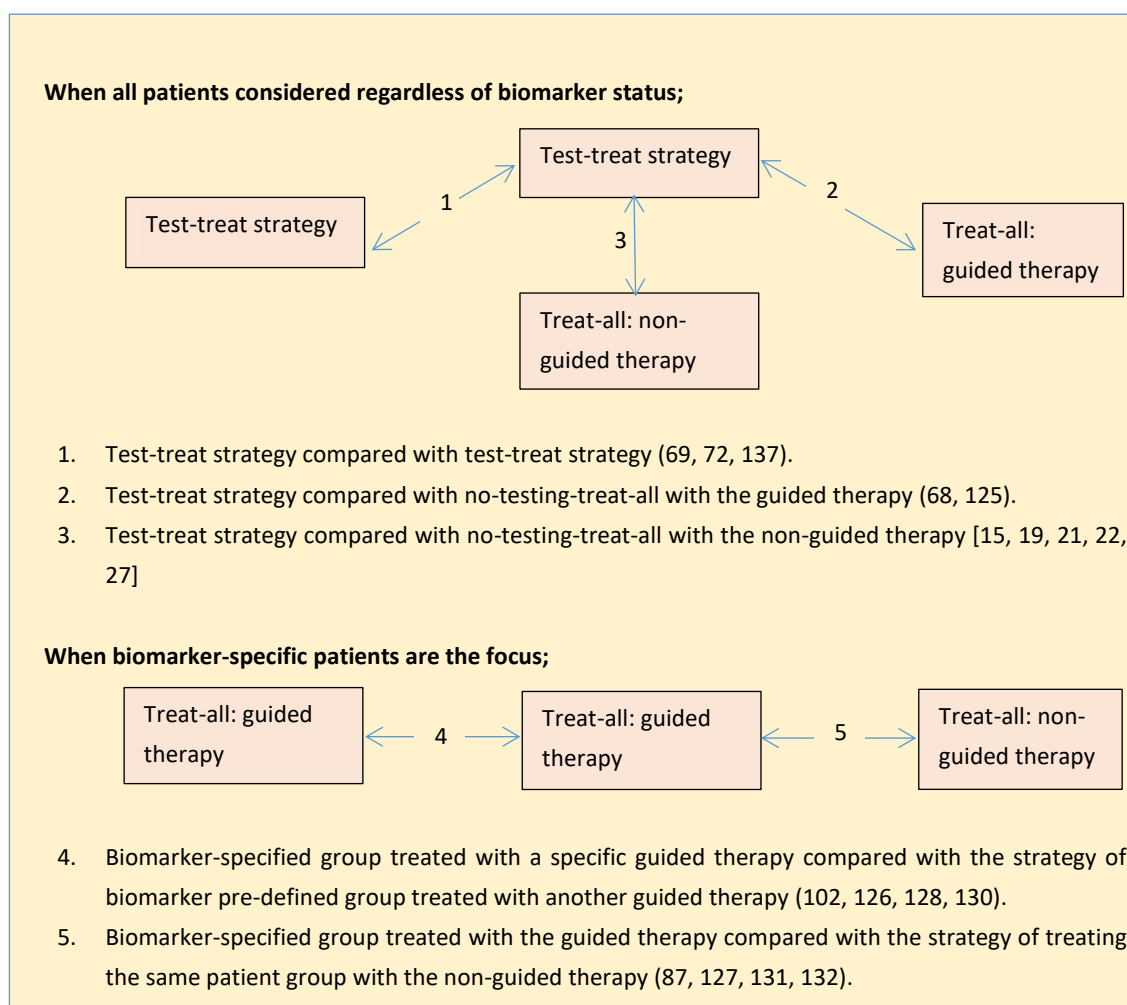 When all patients considered regardless of biomarker status;
Test-treat strategy
2
1
Test-treat strategy
Treat-all:
guided therapy
3
Treat-all: non-
guided therapy
1. Test-treat strategy compared with test-treat strategy (69, 72, 137).
2. Test-treat strategy compared with no-testing-treat-all with the guided therapy (68, 125).
3. Test-treat strategy compared with no-testing-treat-all with the non-guided therapy [15, 19, 21, 22,
27]
When biomarker-specific patients are the focus;
Treat-all: guided
therapy
4
Treat-all: guided
therapy
5
Treat-all: non-
guided therapy
4. Biomarker-specified group treated with a specific guided therapy compared with the strategy of
biomarker pre-defined group treated with another guided therapy (102, 126, 128, 130).
5. Biomarker-specified group treated with the guided therapy compared with the strategy of treating
the same patient group with the non-guided therapy (87, 127, 131, 132).